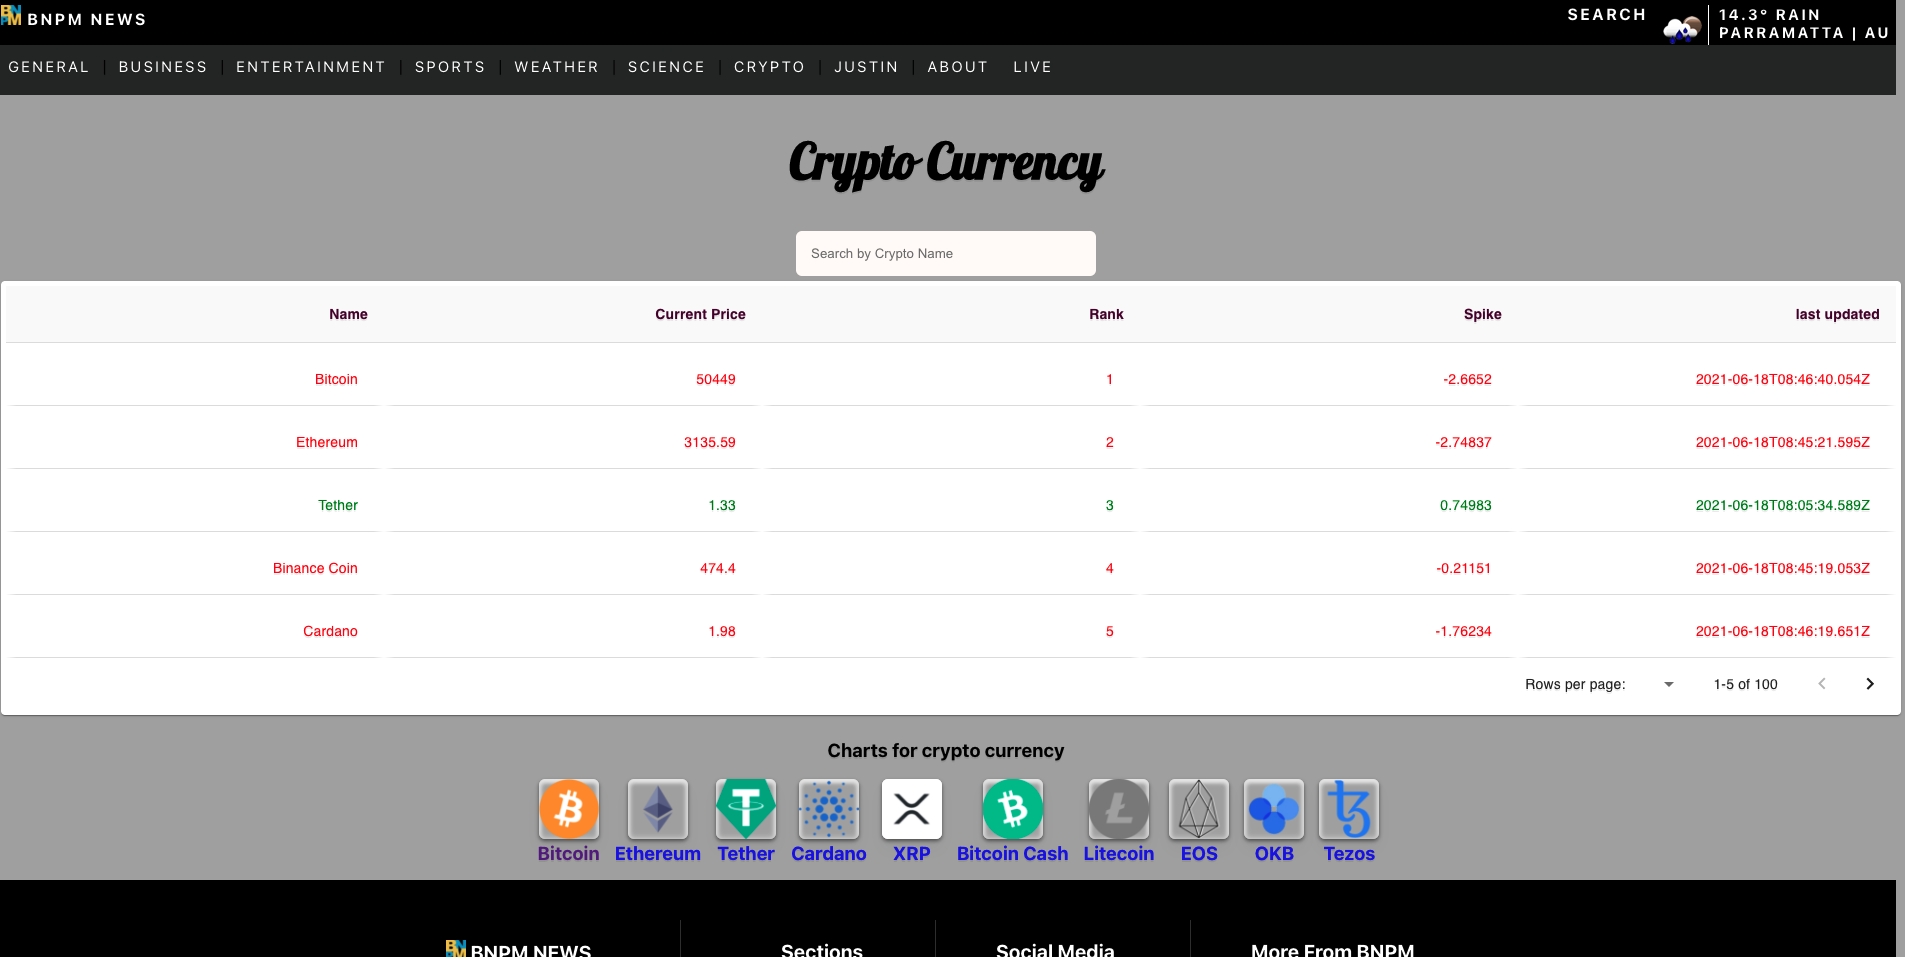 BNPM NEWS
SEARCH
14.3° RAIN
PARRAMATTA | AU
GENERAL | BUSINESS | ENTERTAINMENT | SPORTS | WEATHER | SCIENCE | CRYPTO | JUSTIN | ABOUT LIVE
Crypto Currency
Search by Crypto Name
Name Current Price Rank Spike last updated
Bitcoin 50449 1 -2.6652 2021-06-18T08:46:40.054Z
Ethereum 3135.59 2 -2.74837 2021-06-18T08:45:21.595Z
Tether 1.33 3 0.74983 2021-06-18T08:05:34.589Z
Binance Coin 474.4 4 -0.21151 2021-06-18T08:45:19.053Z
Cardano 1.98 5 -1.76234 2021-06-18T08:46:19.651Z
Rows per page: 1-5 of 100
Charts for crypto currency
Bitcoin Ethereum Tether Cardano XRP Bitcoin Cash Litecoin EOS OKB Tezos
BNPM NEWS Sections Social Media More From BNPM